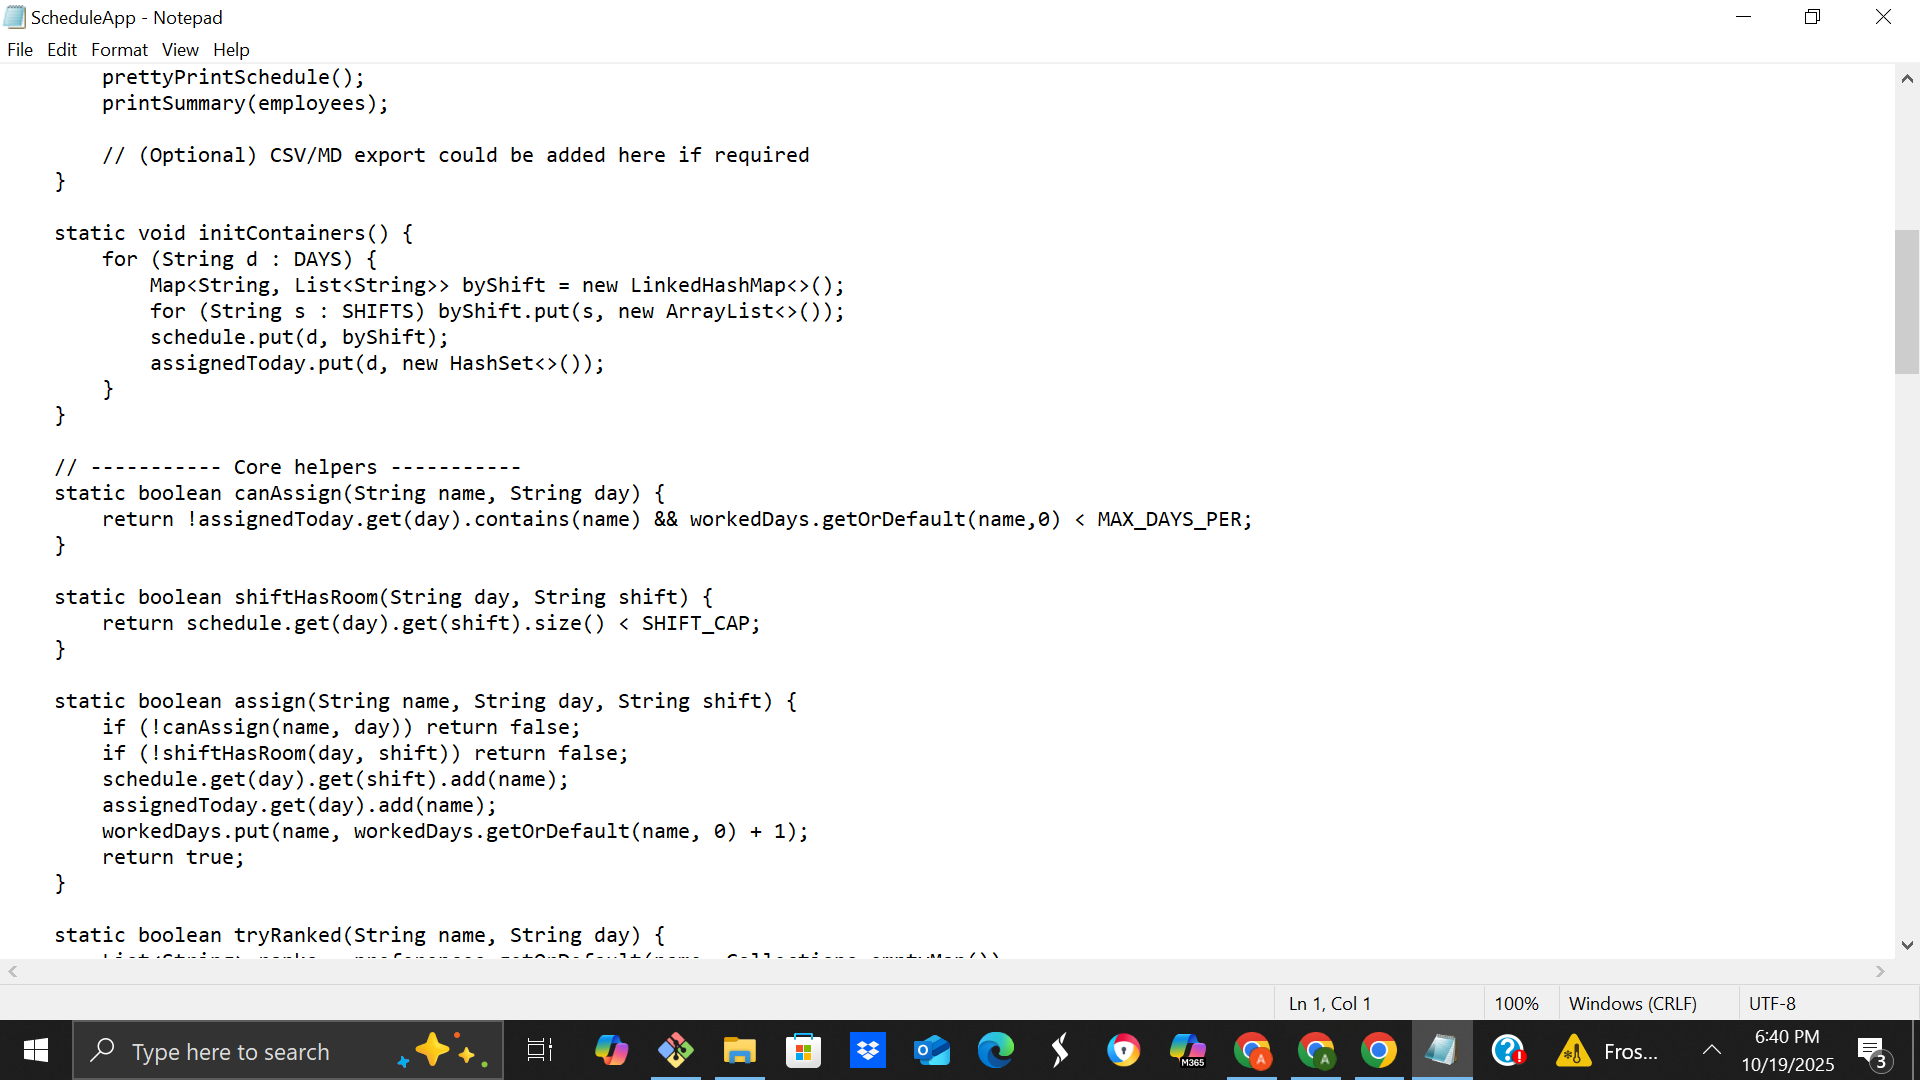 ScheduleApp - Notepad
File Edit Format View Help
prettyPrintSchedule();
printSummary(employees);
// (Optional) CSV/MD export could be added here if required
}
static void initContainers() {
for (String d : DAYS) {
Map<String, List<String>> byShift = new LinkedHashMap<>();
for (String s : SHIFTS) byShift.put(s, new ArrayList<>());
schedule.put(d, byShift);
assignedToday.put(d, new HashSet<>());
}
}
// ----------- Core helpers -----------
static boolean canAssign(String name, String day) {
return !assignedToday.get(day).contains(name) && workedDays.getOrDefault(name,0) < MAX_DAYS_PER;
}
static boolean shiftHasRoom(String day, String shift) {
return schedule.get(day).get(shift).size() < SHIFT_CAP;
}
static boolean assign(String name, String day, String shift) {
if (!canAssign(name, day)) return false;
if (!shiftHasRoom(day, shift)) return false;
schedule.get(day).get(shift).add(name);
assignedToday.get(day).add(name);
workedDays.put(name, workedDays.getOrDefault(name, 0) + 1);
return true;
}
static boolean tryRanked(String name, String day) {
Ln 1, Col 1
100%
Windows (CRLF)
UTF-8
Type here to search
M365
A
A
Fros...
6:40 PM
10/19/2025
3